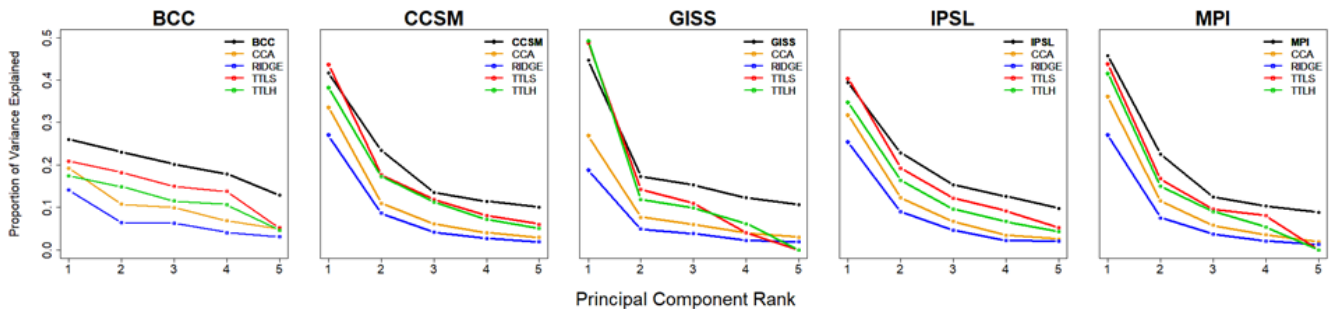 BCC CCSM GISS IPSL MPI
Proportion of Variance Explained
0.5
0.4
0.3
0.2
0.1
0.0
BCC
CCA
RIDGE
TTLS
TTLH
CCSM
CCA
RIDGE
TTLS
TTLH
GISS
CCA
RIDGE
TTLS
TTLH
IPSL
CCA
RIDGE
TTLS
TTLH
MPI
CCA
RIDGE
TTLS
TTLH
1 2 3 4 5 1 2 3 4 5 1 2 3 4 5 1 2 3 4 5 1 2 3 4 5
Principal Component Rank